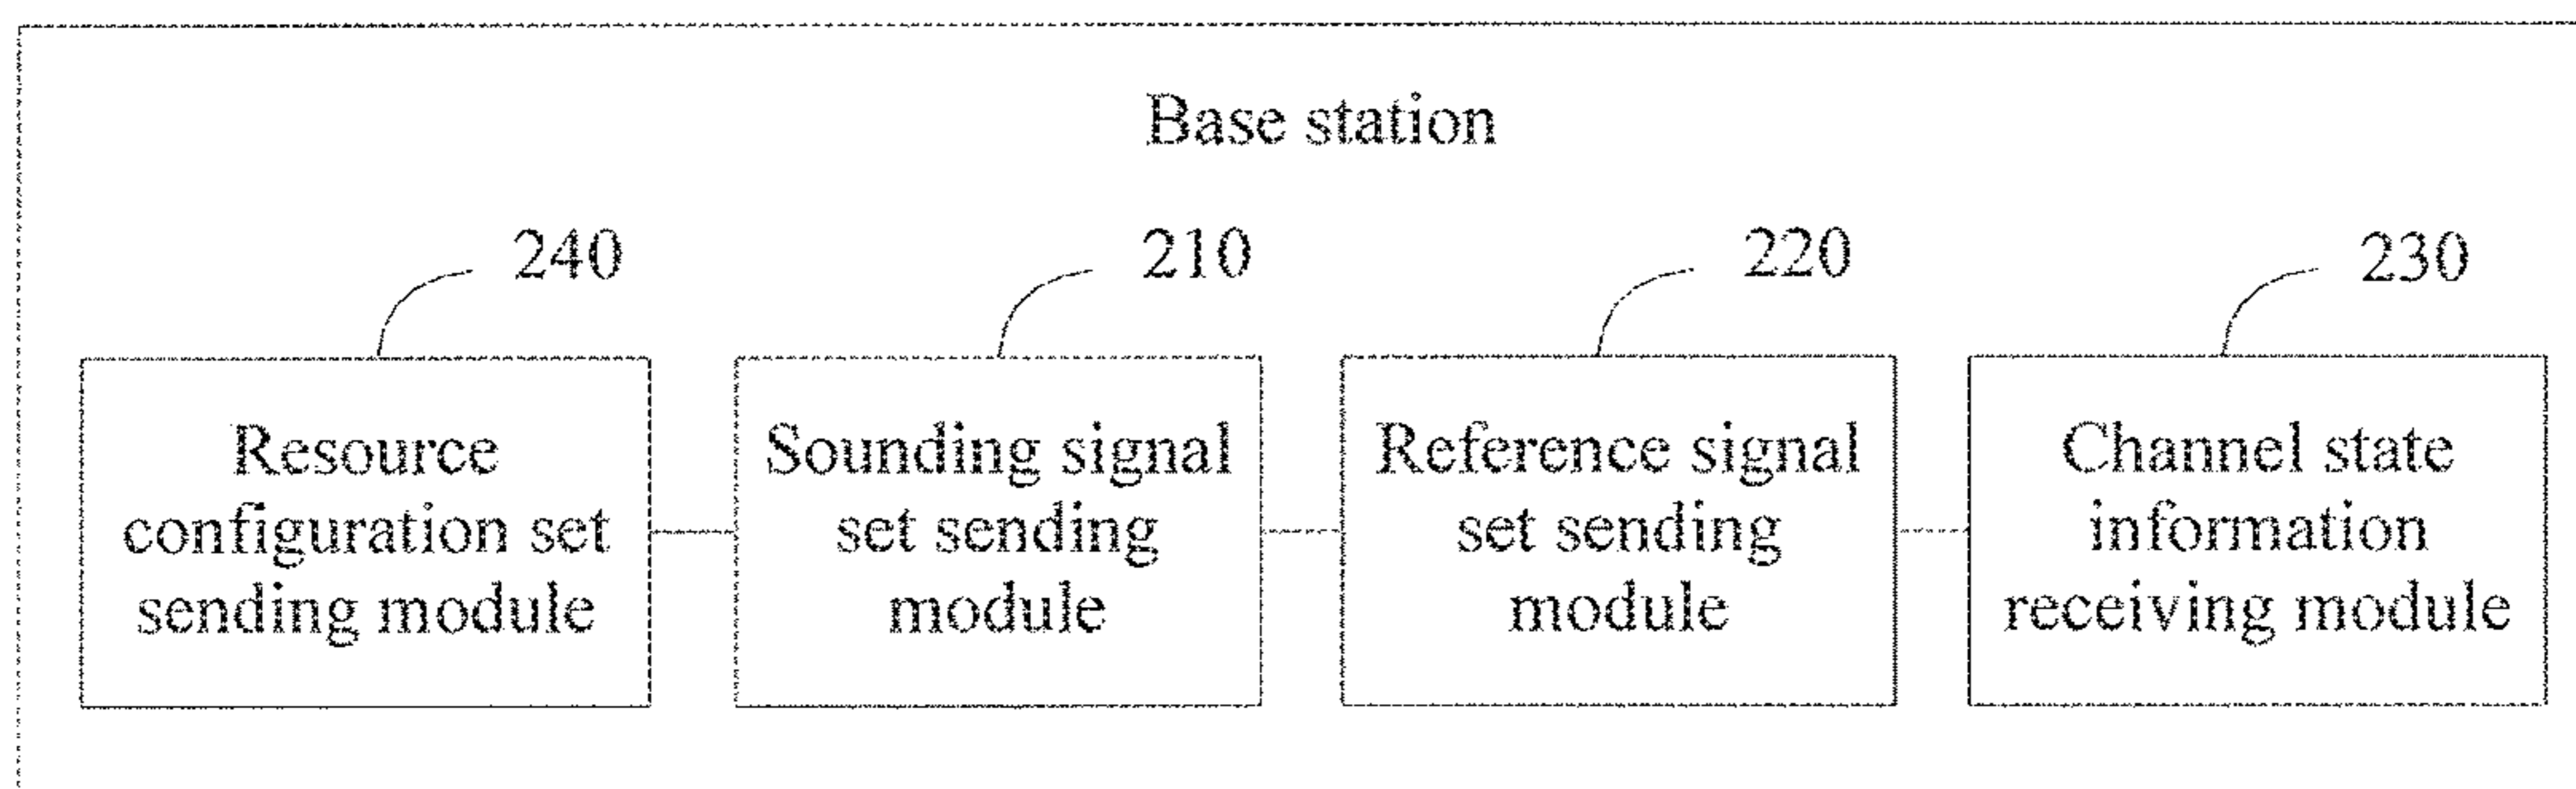 Base station
240
210
220
230
Resource
configuration set
sending module
Sounding signal
set sending
module
Reference signal
set sending
module
Channel state
information
receiving module